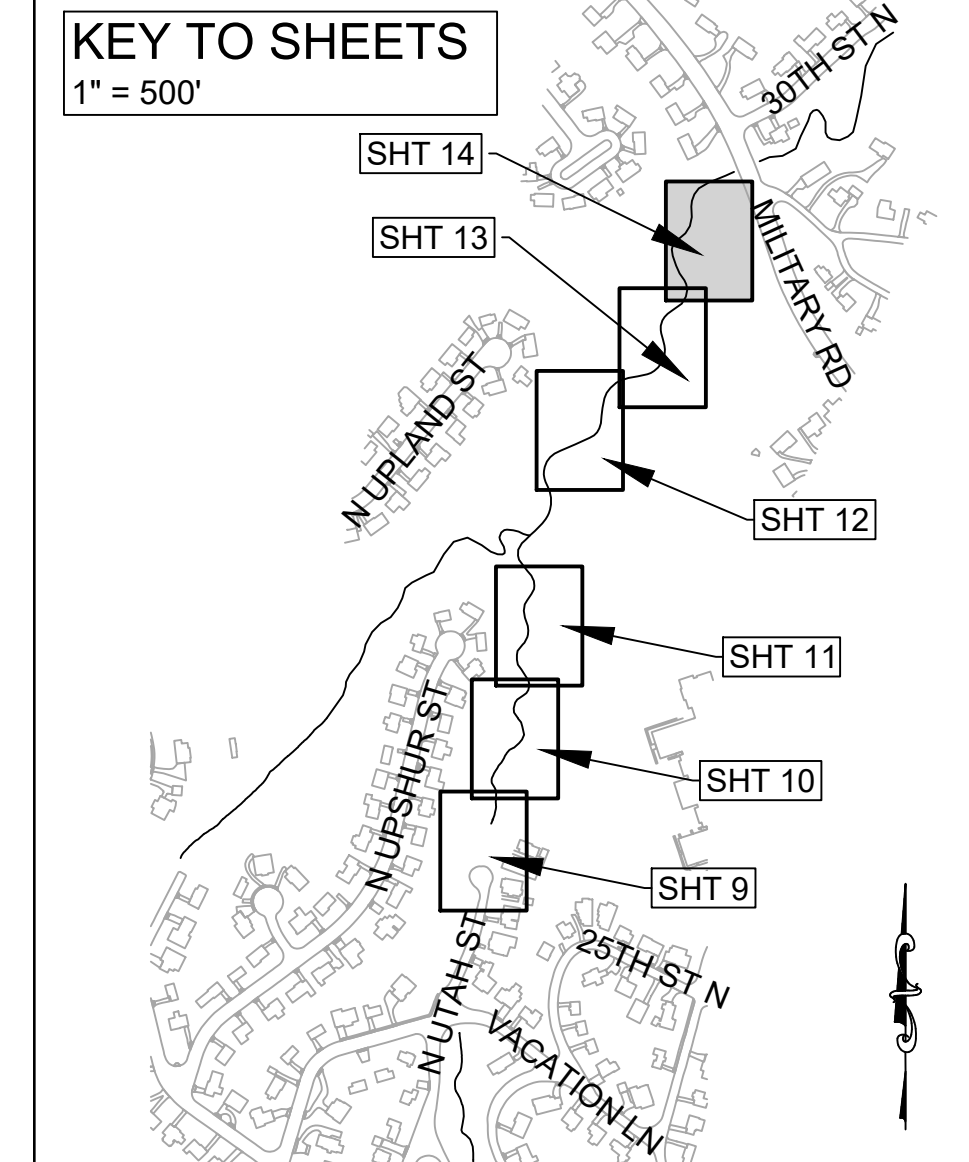 KEY TO SHEETS
1" = 500'
30TH ST N
SHT 14
SHT 13
MILITARY RD
N UPLAND ST
SHT 12
SHT 11
N UPSHUR ST
SHT 10
SHT 9
25TH ST N
N UTAH ST
VACATION LN